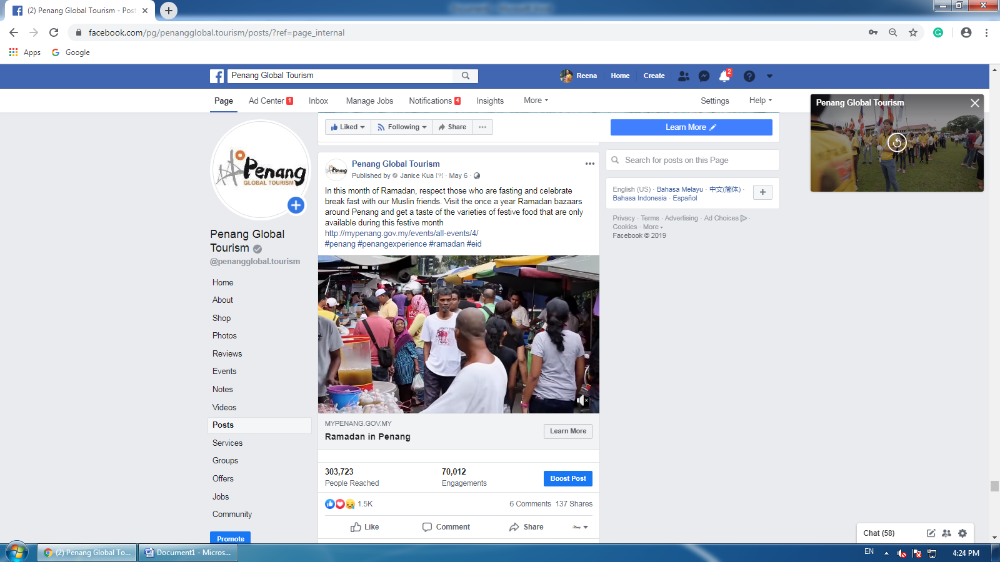 (2) Penang Global Tourism - Post
facebook.com/pg/penangglobal.tourism/posts/?ref=page_internal
Apps
Google
Penang Global Tourism
Reena
Home
Create
2
Page
Ad Center 1
Inbox
Manage Jobs
Notifications 4
Insights
More
Settings
Help
Penang Global Tourism
Liked
Following
Share
Learn More
Penang
GLOBAL TOURISM
Penang Global
Tourism
@penangglobal.tourism
Home
About
Shop
Photos
Reviews
Events
Notes
Videos
Posts
Services
Groups
Offers
Jobs
Community
Promote
Penang
Penang Global Tourism
Published by Janice Kua [?] · May 6 ·
In this month of Ramadan, respect those who are fasting and celebrate
break fast with our Muslin friends. Visit the once a year Ramadan bazaars
around Penang and get a taste of the varieties of festive food that are only
available during this festive month
http://mypenang.gov.my/events/all-events/4/
#penang #penangexperience #ramadan #eid
MYPENANG.GOV.MY
Ramadan in Penang
Learn More
303,723
People Reached
70,012
Engagements
Boost Post
1.5K
6 Comments 137 Shares
Like
Comment
Share
Search for posts on this Page
English (US) · Bahasa Melayu · 中文(简体) ·
Bahasa Indonesia · Español
Privacy · Terms · Advertising · Ad Choices ·
Cookies · More
Facebook © 2019
Chat (58)
(2) Penang Global To...
Document1 - Micros...
EN
4:24 PM